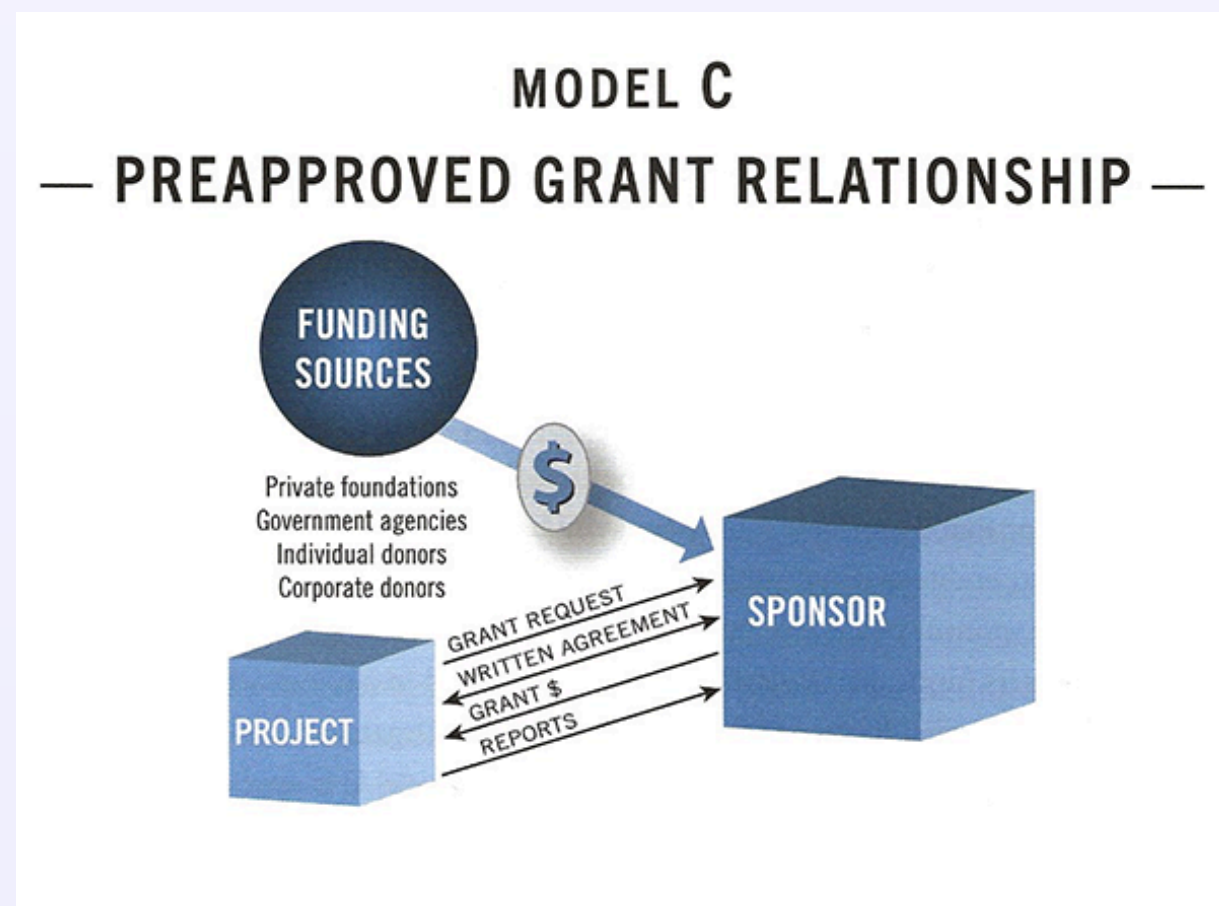 MODEL C
— PREAPPROVED GRANT RELATIONSHIP —
FUNDING
SOURCES
$
Private foundations
Government agencies
Individual donors
Corporate donors
GRANT REQUEST
WRITTEN AGREEMENT
GRANT $
REPORTS
SPONSOR
PROJECT